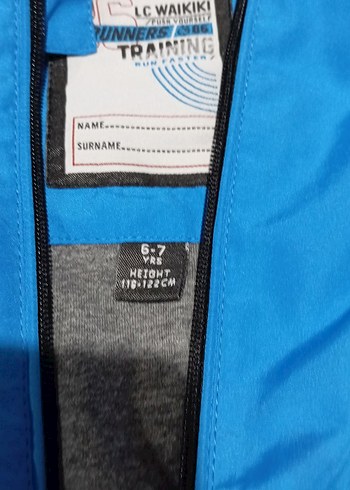 LC WAIKIKI
PUSH YOURSELF
RUNNERS 86
TRAINING
RUN FASTER
NAME
SURNAME
6-7
YRS
HEIGHT
116-122CM